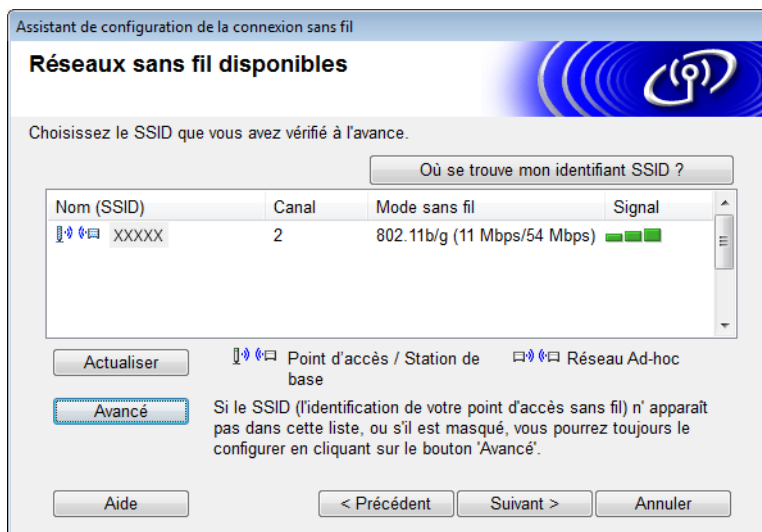 Assistant de configuration de la connexion sans fil
Réseaux sans fil disponibles
Choisissez le SSID que vous avez vérifié à l'avance.
Où se trouve mon identifiant SSID ?
Nom (SSID) Canal Mode sans fil Signal
XXXXX 2 802.11b/g (11 Mbps/54 Mbps)
Actualiser
Point d'accès / Station de
base
Réseau Ad-hoc
Avancé
Si le SSID (l'identification de votre point d'accès sans fil) n' apparaît
pas dans cette liste, ou s'il est masqué, vous pourrez toujours le
configurer en cliquant sur le bouton 'Avancé'.
Aide
< Précédent
Suivant >
Annuler